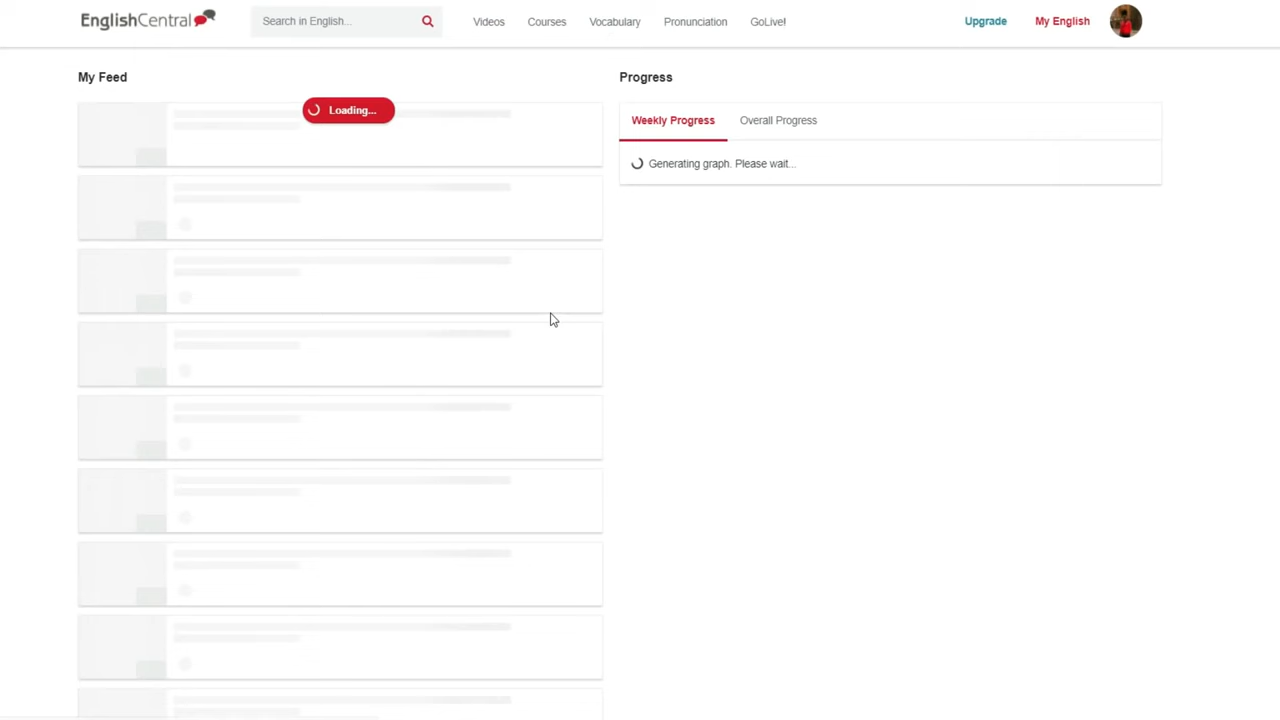 EnglishCentral
Search in English...
Videos
Courses
Vocabulary
Pronunciation
GoLive!
Upgrade
My English
My Feed
Loading...
Progress
Weekly Progress
Overall Progress
Generating graph. Please wait...